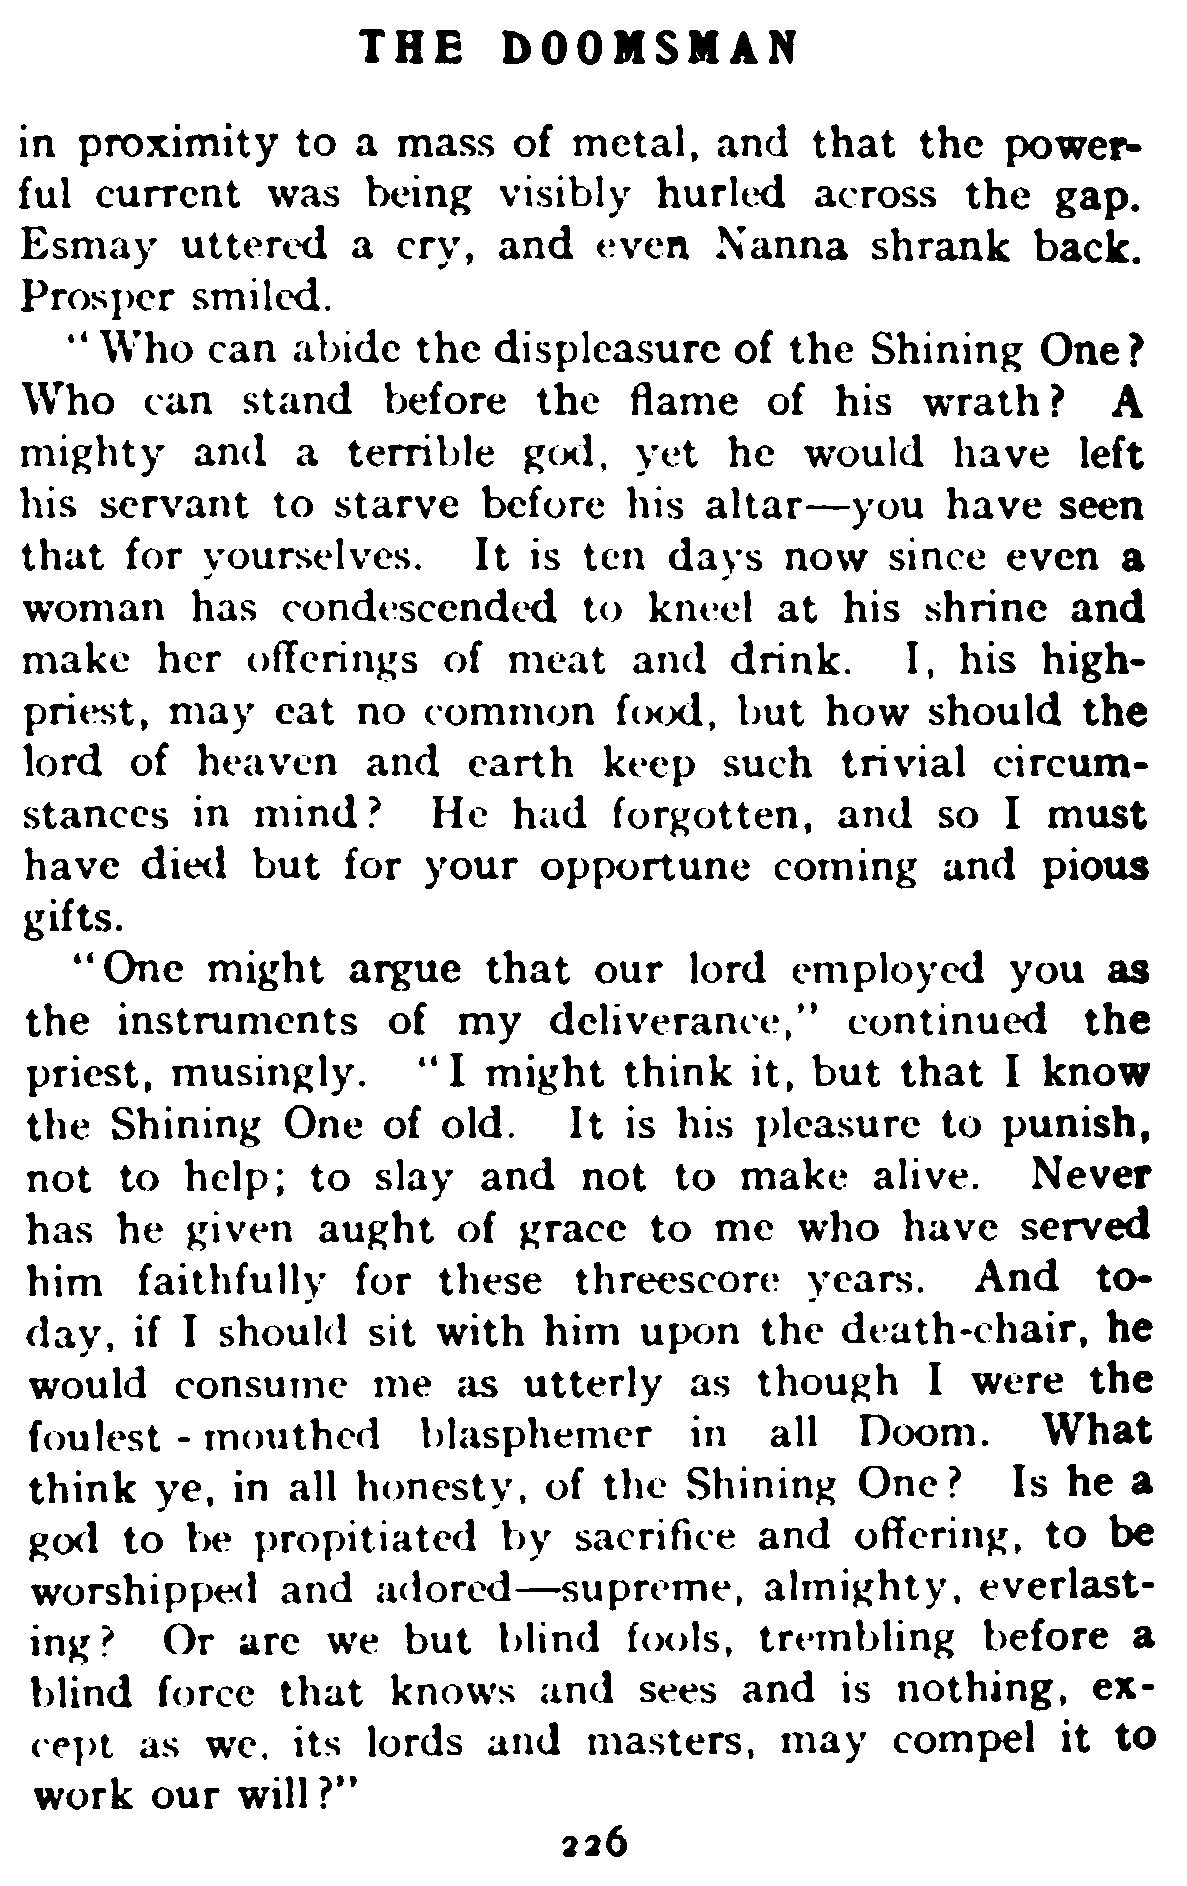 THE DOOMSMAN
in proximity to a mass of metal, and that the power-
ful current was being visibly hurled across the gap.
Esmay uttered a cry, and even Nanna shrank back.
Prosper smiled.
"Who can abide the displeasure of the Shining One?
Who can stand before the flame of his wrath? A
mighty and a terrible god, yet he would have left
his servant to starve before his altar—you have seen
that for yourselves. It is ten days now since even a
woman has condescended to kneel at his shrine and
make her offerings of meat and drink. I, his high-
priest, may eat no common food, but how should the
lord of heaven and earth keep such trivial circum-
stances in mind? He had forgotten, and so I must
have died but for your opportune coming and pious
gifts.
"One might argue that our lord employed you as
the instruments of my deliverance," continued the
priest, musingly. "I might think it, but that I know
the Shining One of old. It is his pleasure to punish,
not to help; to slay and not to make alive. Never
has he given aught of grace to me who have served
him faithfully for these threescore years. And to-
day, if I should sit with him upon the death-chair, he
would consume me as utterly as though I were the
foulest-mouthed blasphemer in all Doom. What
think ye, in all honesty, of the Shining One? Is he a
god to be propitiated by sacrifice and offering, to be
worshipped and adored—supreme, almighty, everlast-
ing? Or are we but blind fools, trembling before a
blind force that knows and sees and is nothing, ex-
cept as we, its lords and masters, may compel it to
work our will?"
226